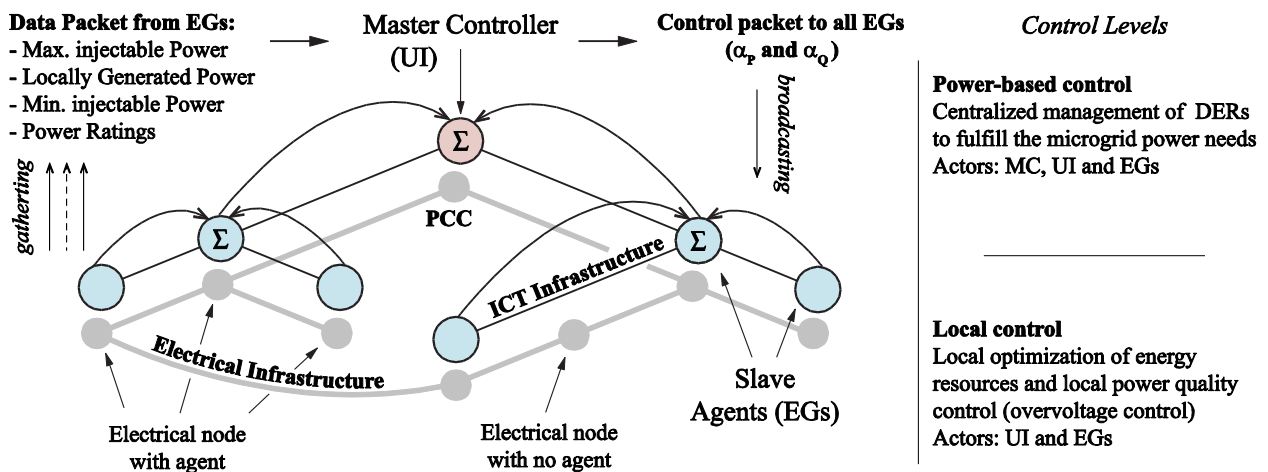 Data Packet from EGs:
- Max. injectable Power
- Locally Generated Power
- Min. injectable Power
- Power Ratings
Master Controller
(UI)
Control packet to all EGs
(αP and αQ)
gatherting
broadcasting
Σ
Σ
Σ
PCC
ICT Infrastructure
Electrical Infrastructure
Electrical node
with agent
Electrical node
with no agent
Slave
Agents (EGs)
Control Levels
Power-based control
Centralized management of DERs
to fulfill the microgrid power needs
Actors: MC, UI and EGs
Local control
Local optimization of energy
resources and local power quality
control (overvoltage control)
Actors: UI and EGs